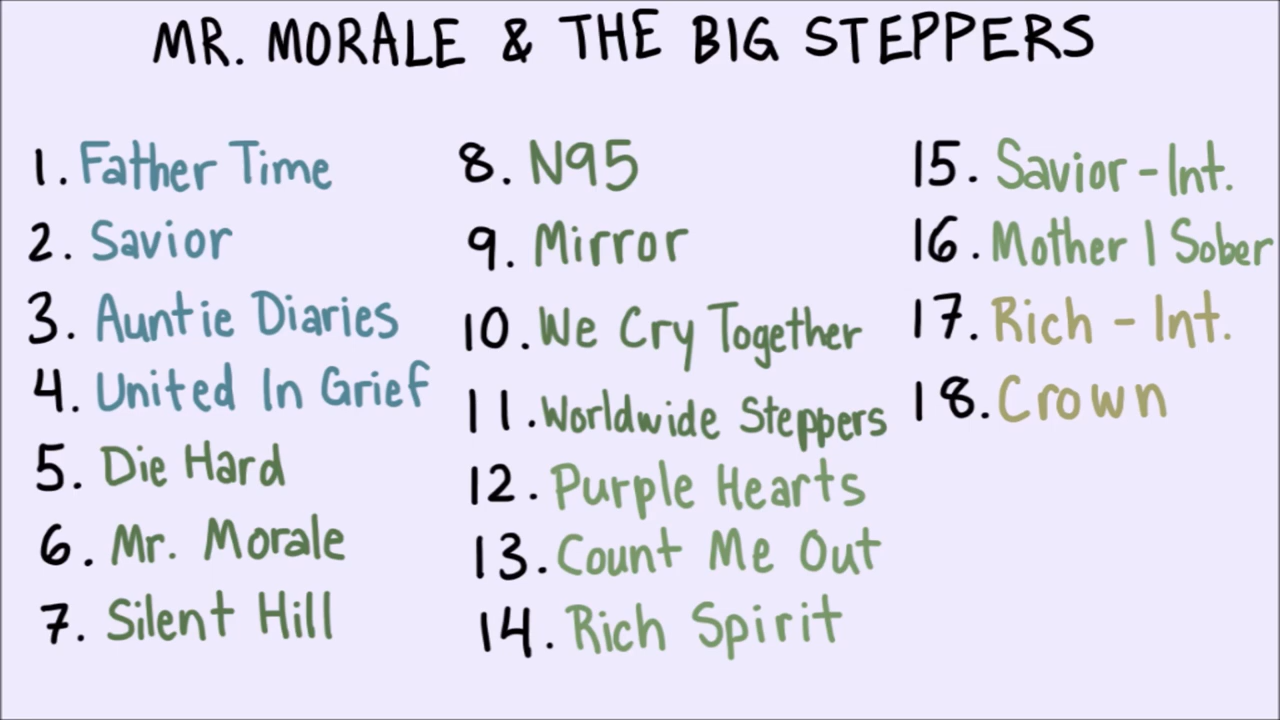 MR. MORALE & THE BIG STEPPERS
1. Father Time
2. Savior
3. Auntie Diaries
4. United In Grief
5. Die Hard
6. Mr. Morale
7. Silent Hill
8. N95
9. Mirror
10. We Cry Together
11. Worldwide Steppers
12. Purple Hearts
13. Count Me Out
14. Rich Spirit
15. Savior - Int.
16. Mother I Sober
17. Rich - Int.
18. Crown